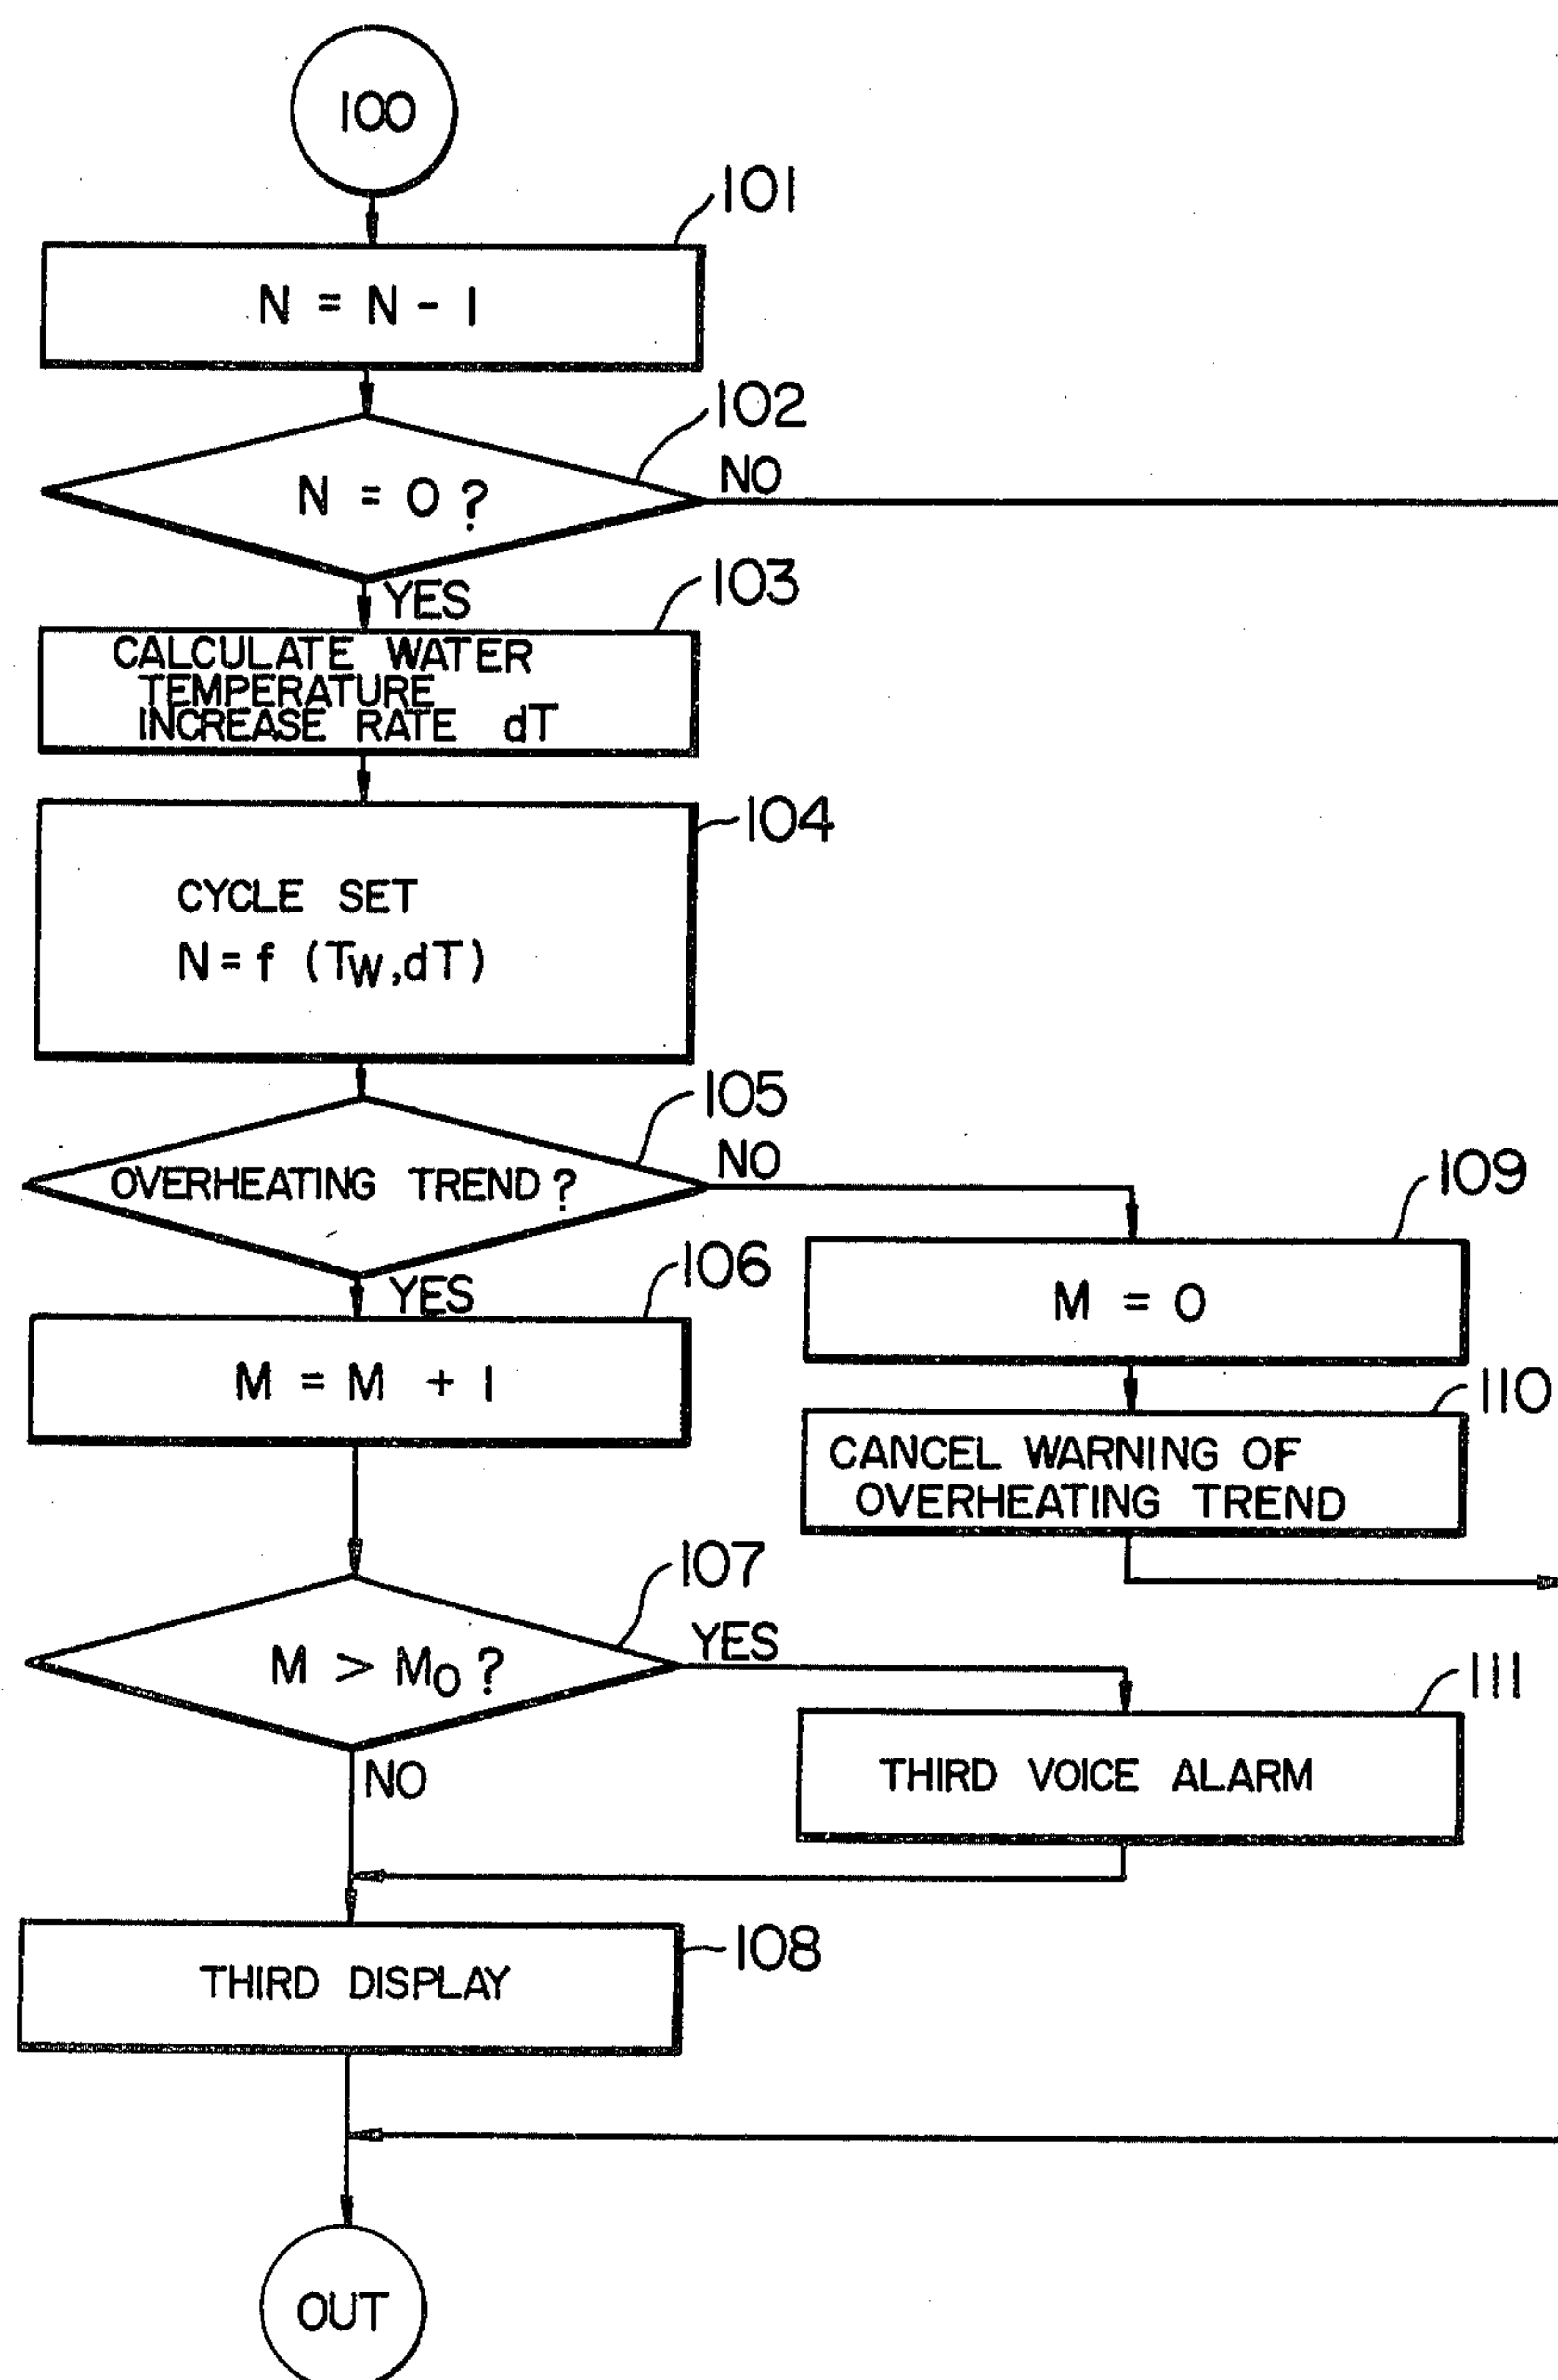 100
101
N = N - 1
102
N = 0 ?
NO
YES
103
CALCULATE WATER
TEMPERATURE
INCREASE RATE dT
104
CYCLE SET
N = f (TW,dT)
105
OVERHEATING TREND ?
NO
109
M = 0
YES
106
M = M + 1
110
CANCEL WARNING OF
OVERHEATING TREND
107
M > MO ?
YES
111
THIRD VOICE ALARM
NO
108
THIRD DISPLAY
OUT